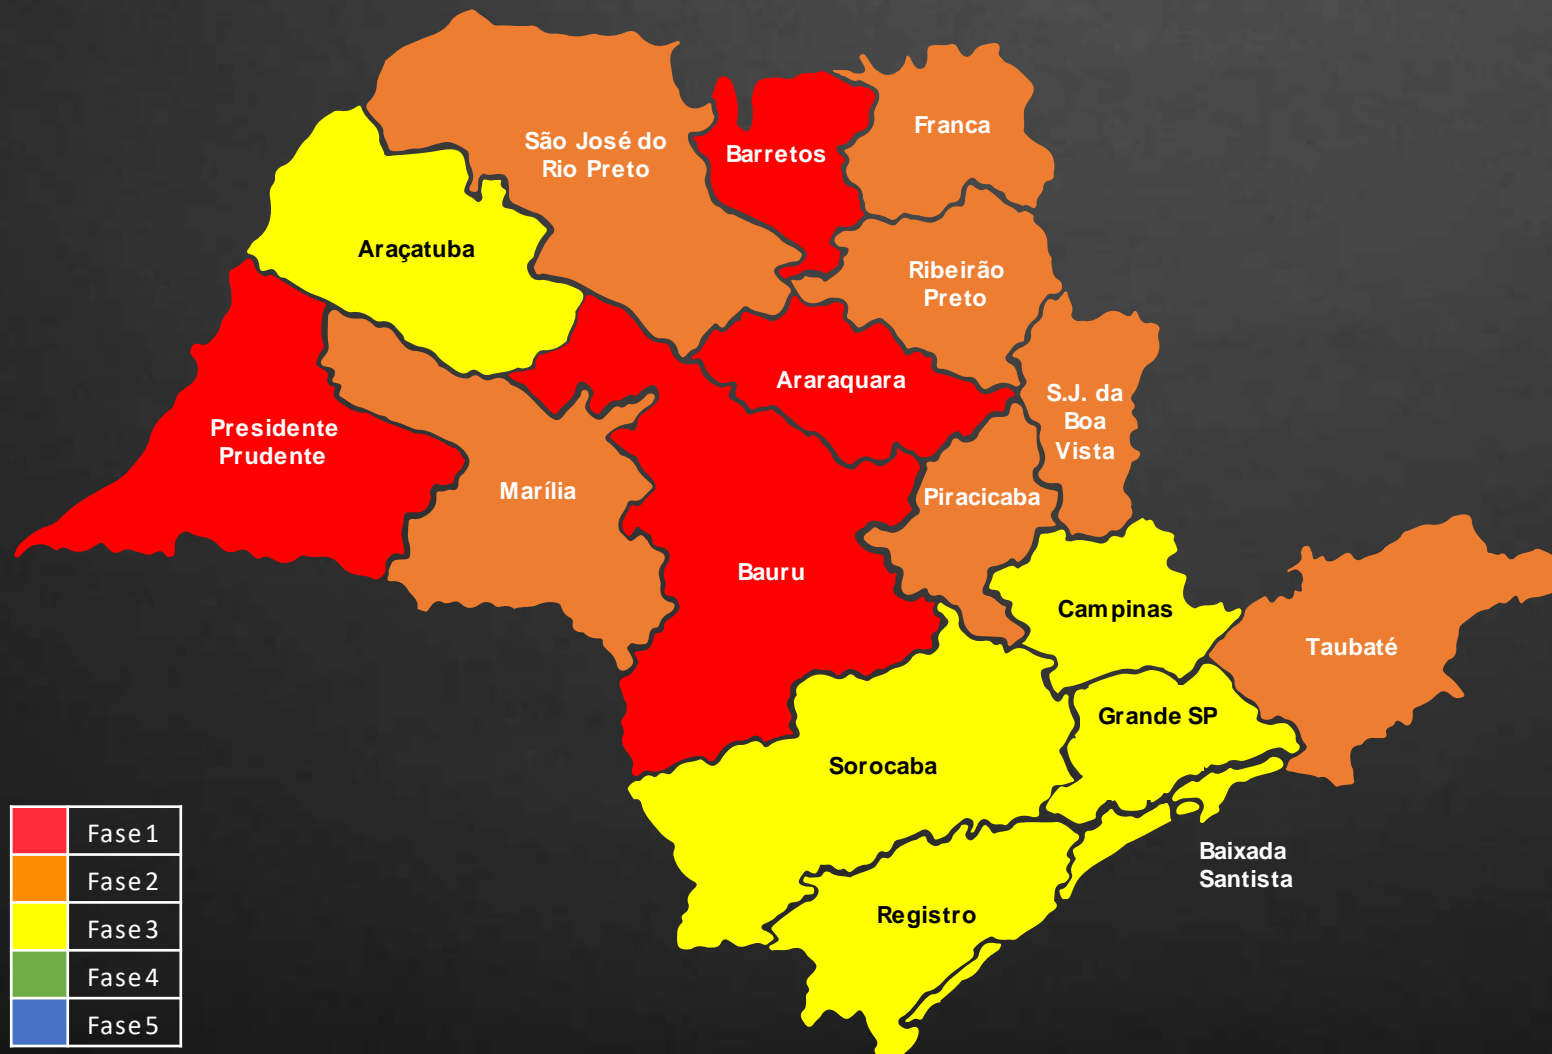 Franca
São José do
Rio Preto
Barretos
Araçatuba
Ribeirão
Preto
Araraquara
S.J. da
Boa
Vista
Presidente
Prudente
Marília
Piracicaba
Bauru
Campinas
Taubaté
Grande SP
Sorocaba
Baixada
Santista
Registro
Fase 1
Fase 2
Fase 3
Fase 4
Fase 5